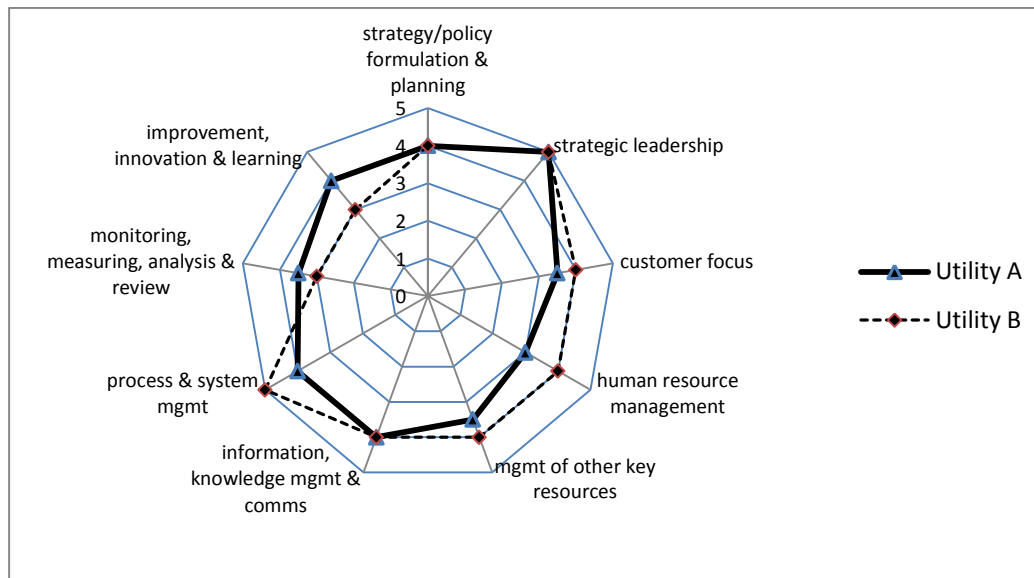 strategy/policy
formulation &
planning
5
4
3
2
1
0
strategic leadership
customer focus
human resource
management
mgmt of other key
resources
information,
knowledge mgmt &
comms
process & system
mgmt
monitoring,
measuring, analysis &
review
improvement,
innovation & learning
Utility A
Utility B